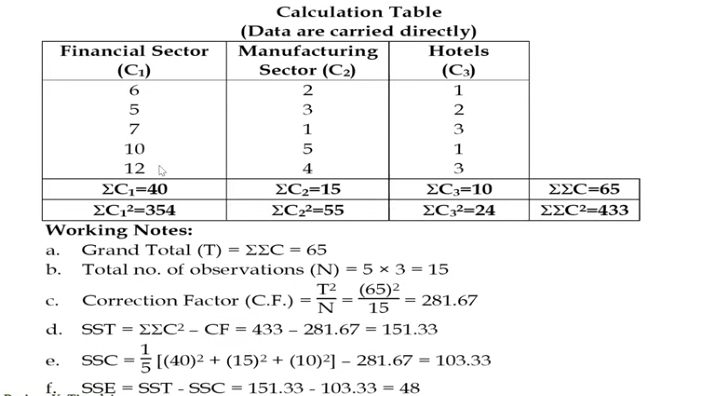 Calculation Table
(Data are carried directly)
Financial Sector (C₁) Manufacturing Sector (C₂) Hotels (C₃)
6 2 1
5 3 2
7 1 3
10 5 1
12 4 3
ΣC₁=40 ΣC₂=15 ΣC₃=10 ΣΣC=65
ΣC₁²=354 ΣC₂²=55 ΣC₃²=24 ΣΣC²=433
Working Notes:
a. Grand Total (T) = ΣΣC = 65
b. Total no. of observations (N) = 5 × 3 = 15
c. Correction Factor (C.F.) = T²/N = (65)²/15 = 281.67
d. SST = ΣΣC² – CF = 433 – 281.67 = 151.33
e. SSC = 1/5 [(40)² + (15)² + (10)²] – 281.67 = 103.33
f. SSE = SST - SSC = 151.33 - 103.33 = 48